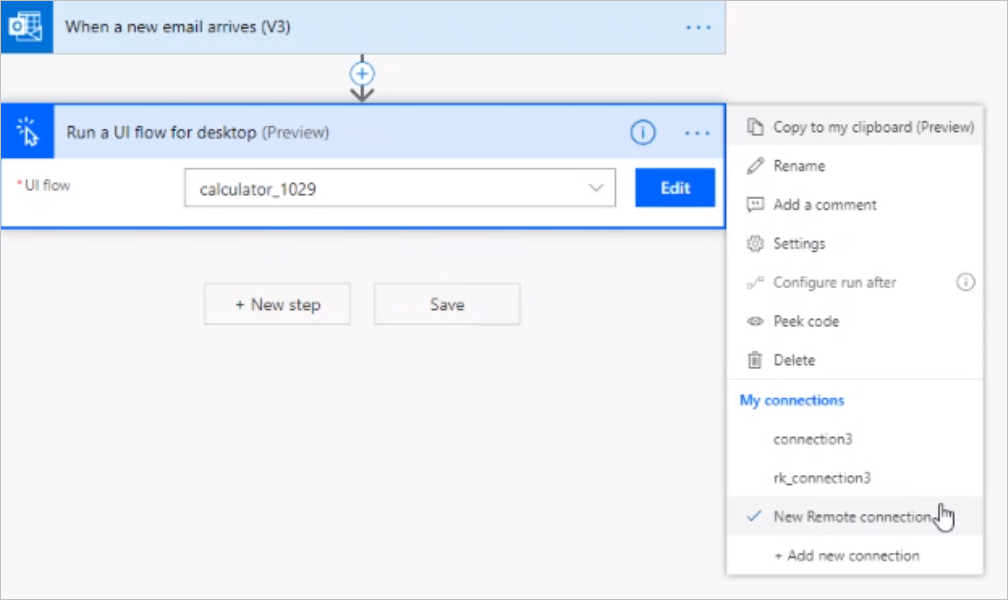 When a new email arrives (V3)
Run a UI flow for desktop (Preview)
* UI flow
calculator_1029
Edit
+ New step
Save
Copy to my clipboard (Preview)
Rename
Add a comment
Settings
Configure run after
Peek code
Delete
My connections
connection3
rk_connection3
New Remote connection
+ Add new connection